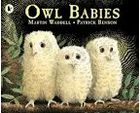 OWL BABIES
MARTIN WADDELL • PATRICK BENSON